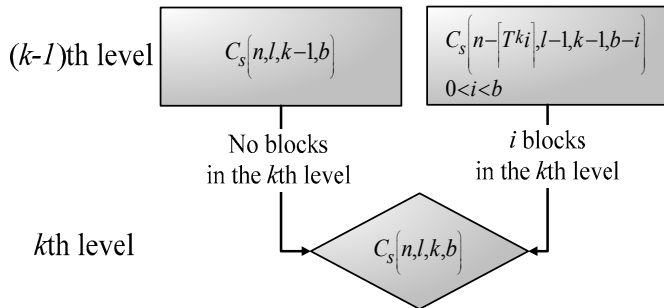 (k-1)th level
C_s(n,l,k−1,b)
C_s(n−⌈T^k i⌉,l−1,k−1,b−i)
0<i<b
No blocks
in the kth level
i blocks
in the kth level
kth level
C_s(n,l,k,b)